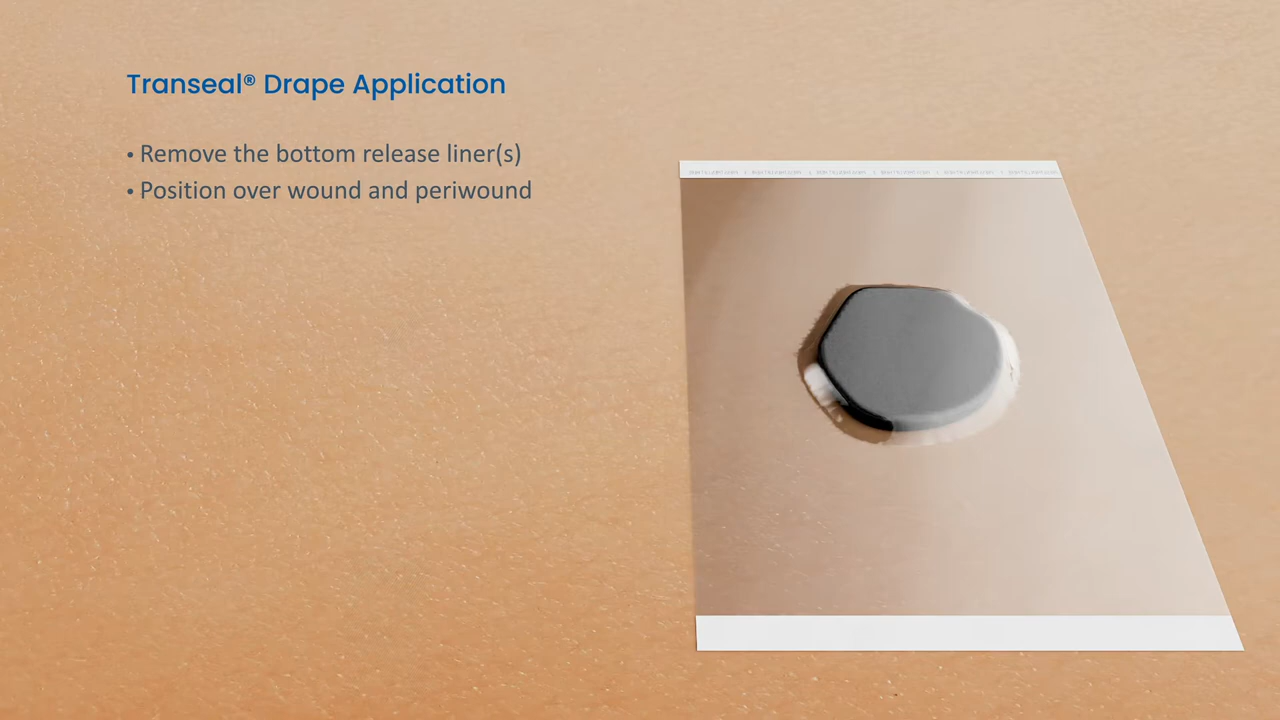 Transeal® Drape Application
• Remove the bottom release liner(s)
• Position over wound and periwound